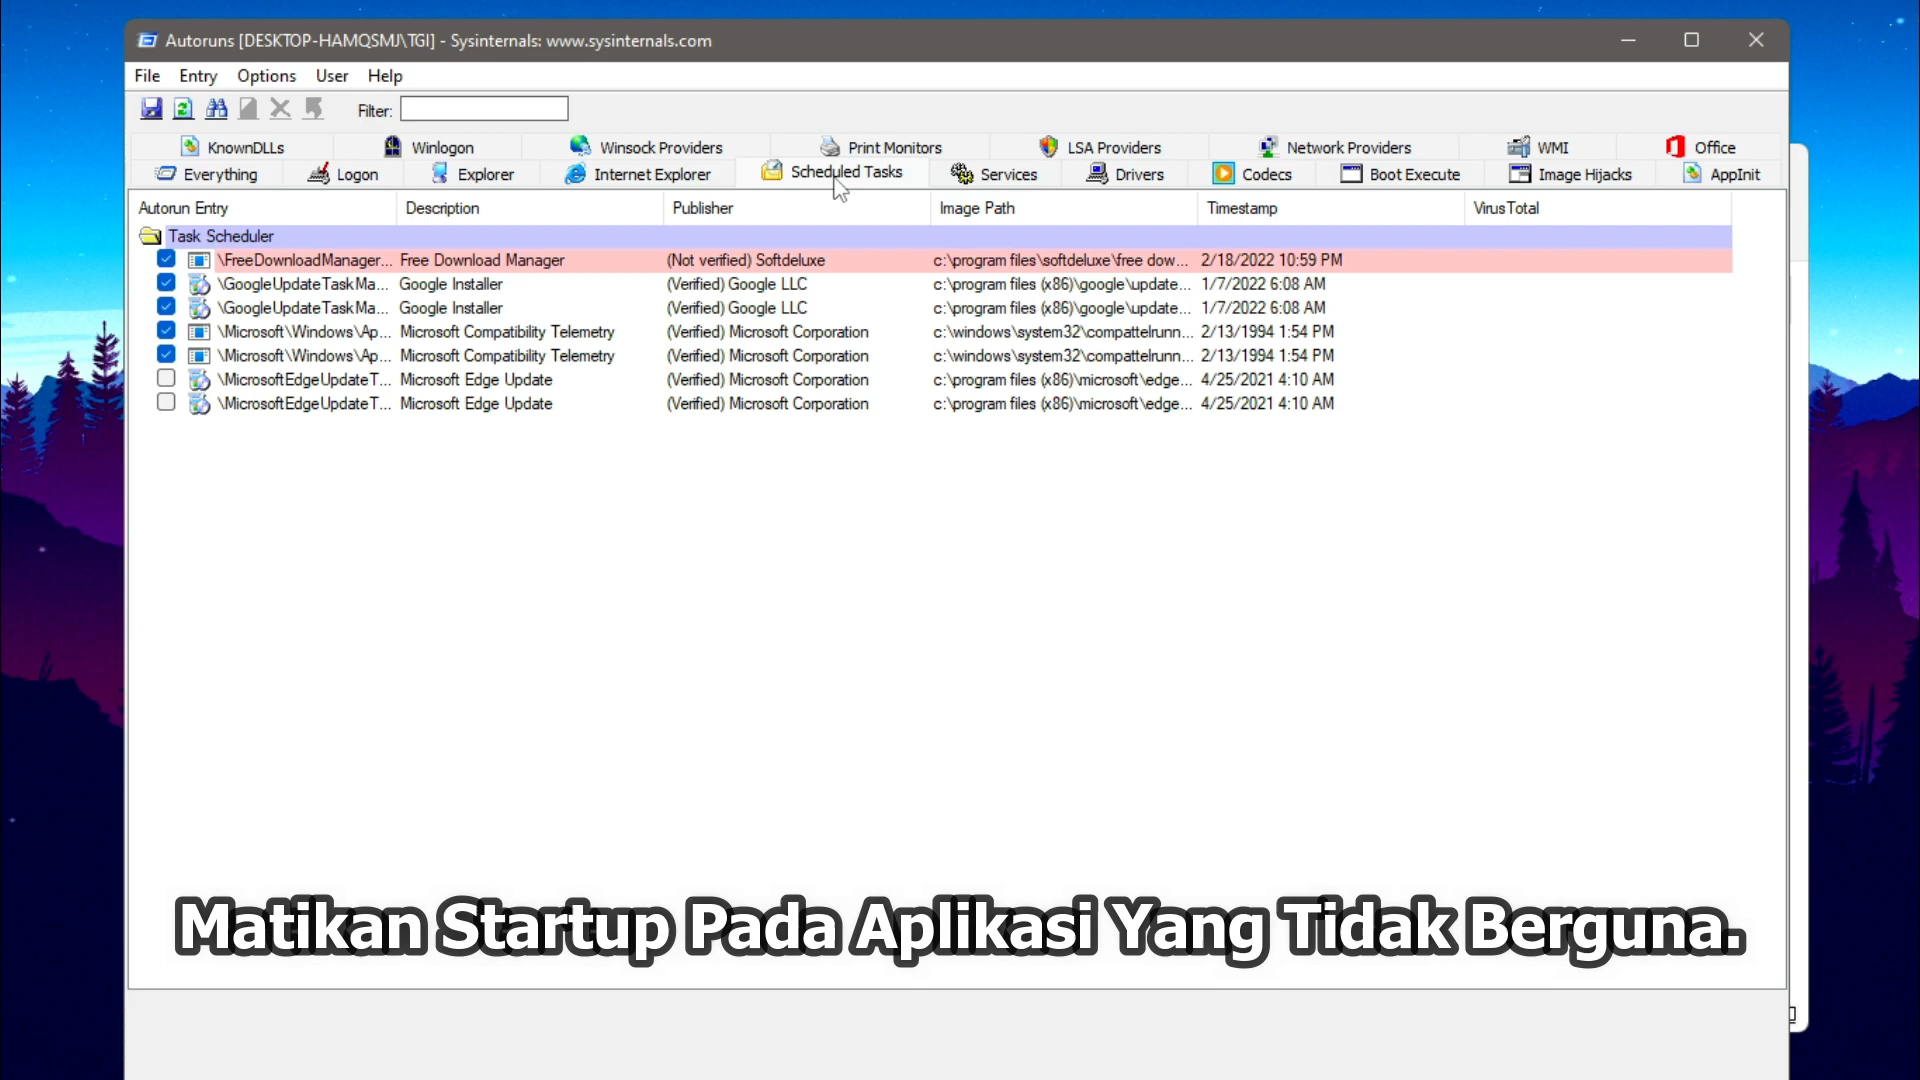 Autoruns [DESKTOP-HAMQSMJ\TGI] - Sysinternals: www.sysinternals.com
File Entry Options User Help
Filter:
KnownDLLs Winlogon Winsock Providers Print Monitors LSA Providers Network Providers WMI Office
Everything Logon Explorer Internet Explorer Scheduled Tasks Services Drivers Codecs Boot Execute Image Hijacks AppInit
Autorun Entry Description Publisher Image Path Timestamp VirusTotal
Task Scheduler
\FreeDownloadManager... Free Download Manager (Not verified) Softdeluxe c:\program files\softdeluxe\free dow... 2/18/2022 10:59 PM
\GoogleUpdateTaskMa... Google Installer (Verified) Google LLC c:\program files (x86)\google\update... 1/7/2022 6:08 AM
\GoogleUpdateTaskMa... Google Installer (Verified) Google LLC c:\program files (x86)\google\update... 1/7/2022 6:08 AM
\Microsoft\Windows\Ap... Microsoft Compatibility Telemetry (Verified) Microsoft Corporation c:\windows\system32\compattelrunn... 2/13/1994 1:54 PM
\Microsoft\Windows\Ap... Microsoft Compatibility Telemetry (Verified) Microsoft Corporation c:\windows\system32\compattelrunn... 2/13/1994 1:54 PM
\MicrosoftEdgeUpdateT... Microsoft Edge Update (Verified) Microsoft Corporation c:\program files (x86)\microsoft\edge... 4/25/2021 4:10 AM
\MicrosoftEdgeUpdateT... Microsoft Edge Update (Verified) Microsoft Corporation c:\program files (x86)\microsoft\edge... 4/25/2021 4:10 AM
Matikan Startup Pada Aplikasi Yang Tidak Berguna.